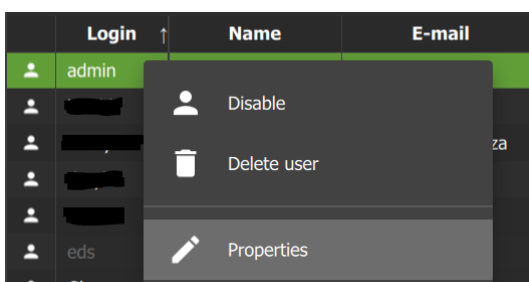 Login ↑ Name E-mail
admin
Disable
za
Delete user
eds
Properties